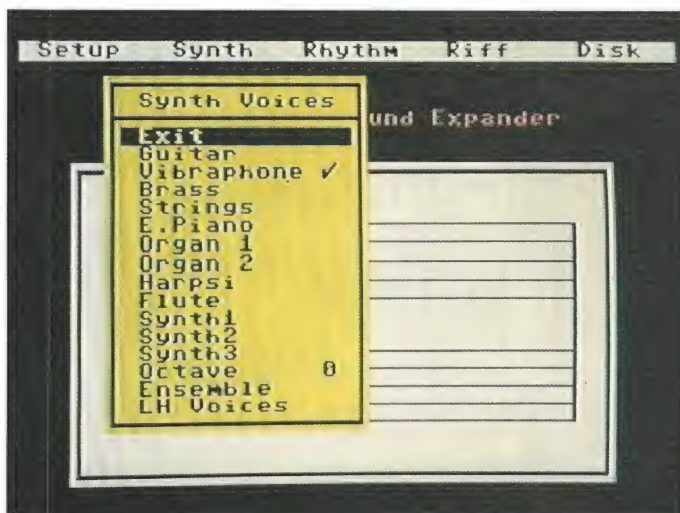 Setup Synth Rhythm Riff Disk
und Expander
Synth Voices
Exit
Guitar
Vibraphone ✓
Brass
Strings
E.Piano
Organ 1
Organ 2
Harpsi
Flute
Synth1
Synth2
Synth3
Octave 0
Ensemble
LH Voices